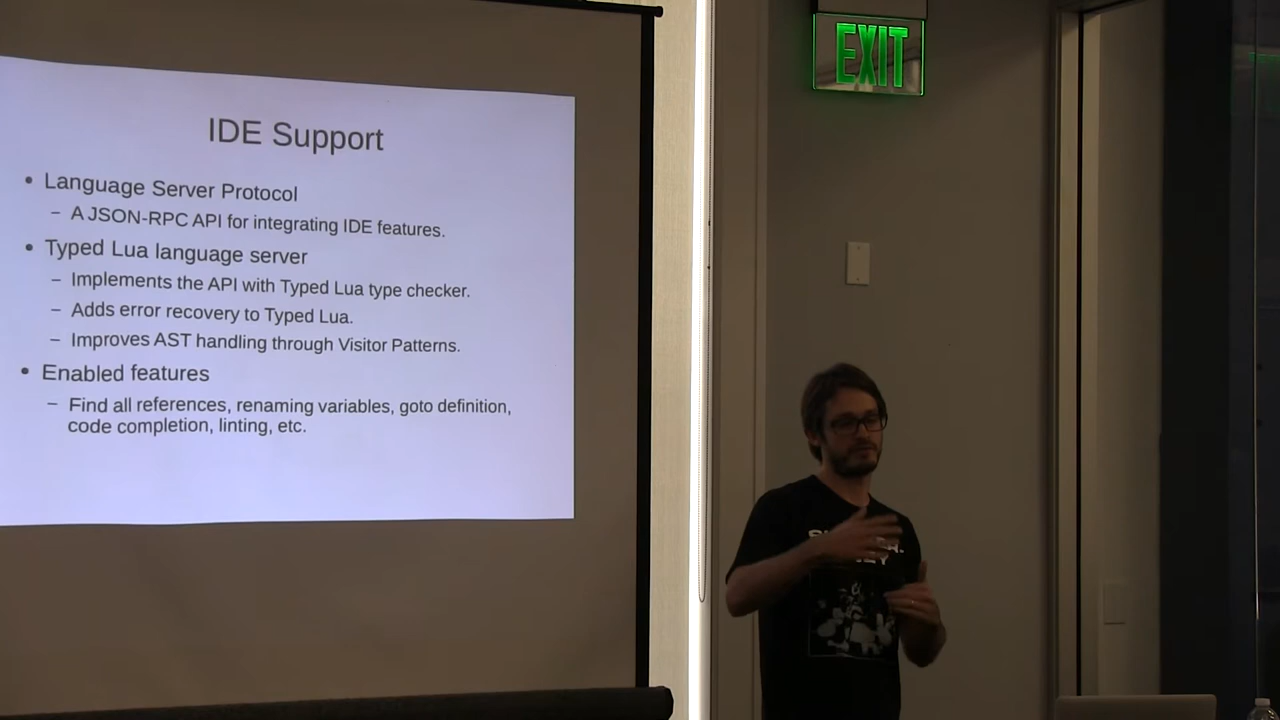 EXIT
IDE Support
• Language Server Protocol
– A JSON-RPC API for integrating IDE features.
• Typed Lua language server
– Implements the API with Typed Lua type checker.
– Adds error recovery to Typed Lua.
– Improves AST handling through Visitor Patterns.
• Enabled features
– Find all references, renaming variables, goto definition,
code completion, linting, etc.